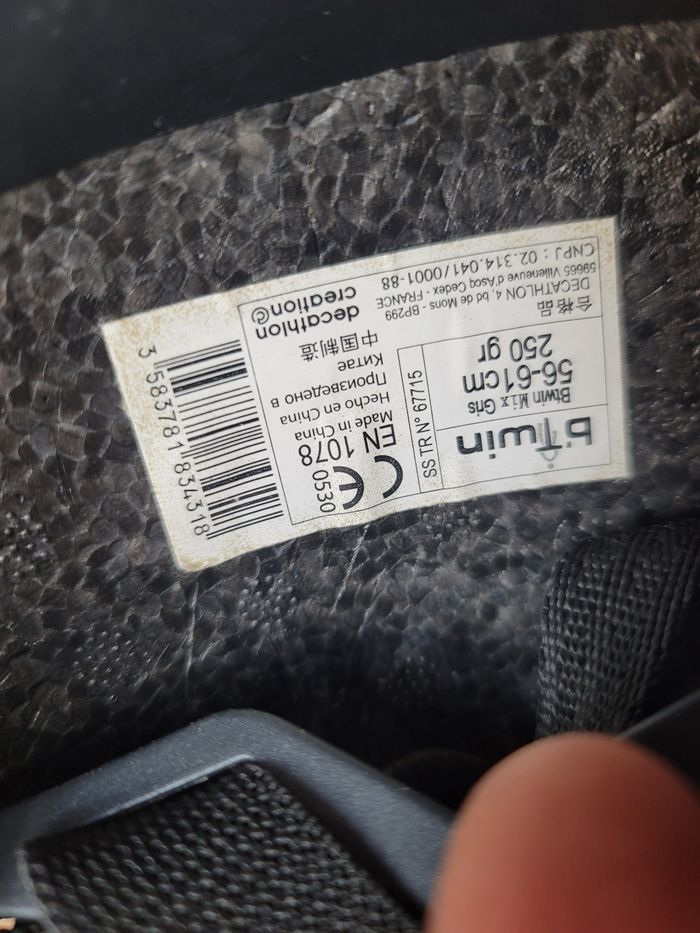 b'Twin
Btwin Mix Gris
56-61cm
250 gr
SS TR N° 67715
合格品
DECATHLON 4, bd de Mons - BP299
59665 Villeneuve d'Ascq Cedex - FRANCE
CNPJ : 02.314.041/0001-88
CE 0530
EN 1078
Made in China
Hecho en China
Произведено в
Китае
中国制造
decathlon
creation©
3 583781 834318